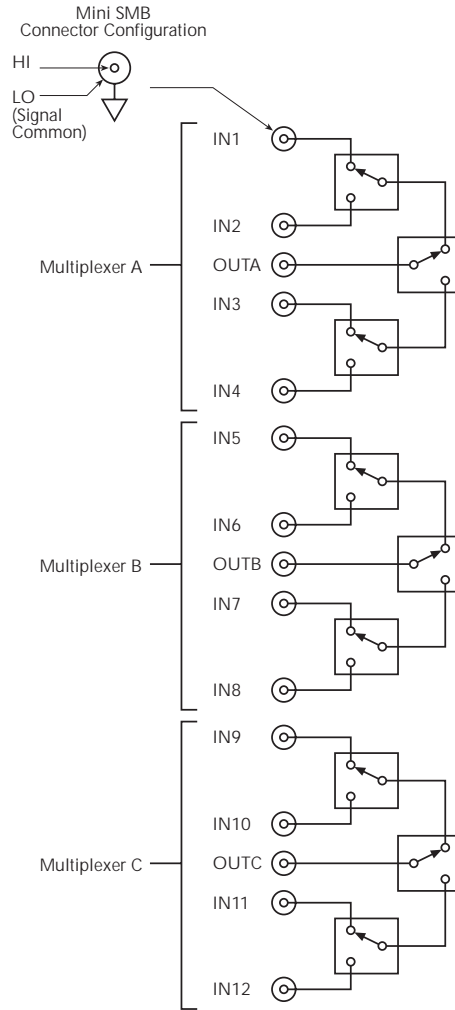 Mini SMB
Connector Configuration
HI
LO
(Signal
Common)
IN1
IN2
Multiplexer A
OUTA
IN3
IN4
IN5
IN6
Multiplexer B
OUTB
IN7
IN8
IN9
IN10
Multiplexer C
OUTC
IN11
IN12